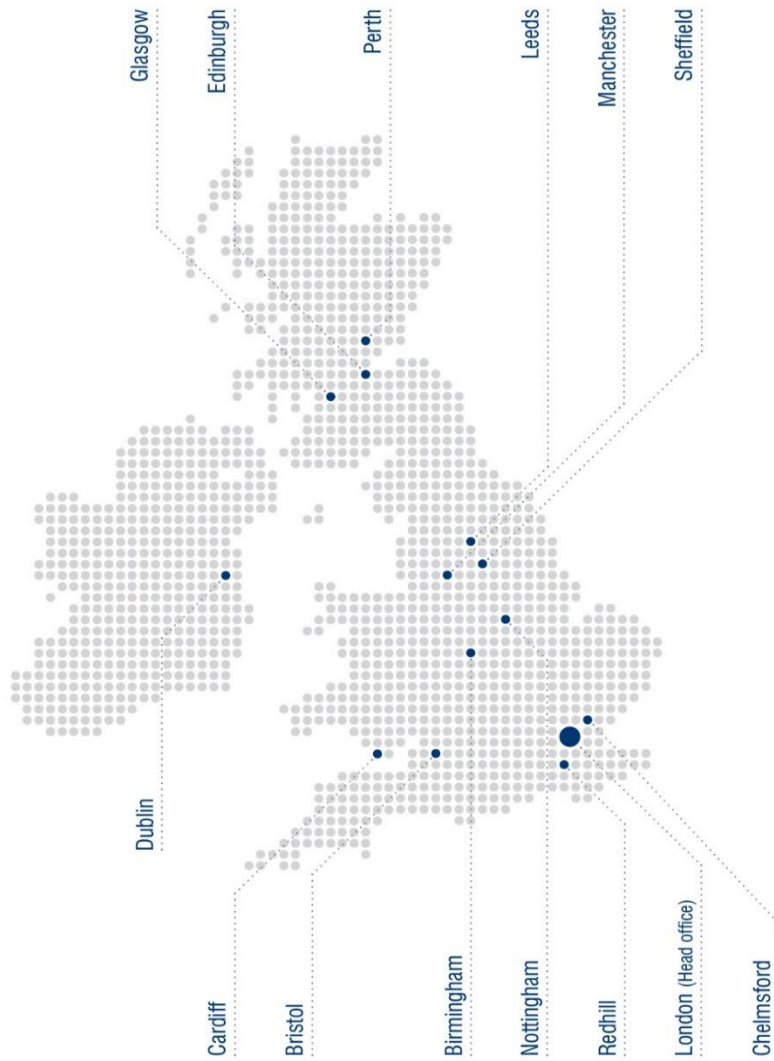 Glasgow
Edinburgh
Perth
Leeds
Manchester
Sheffield
Dublin
Cardiff
Bristol
Birmingham
Nottingham
Redhill
London (Head office)
Chelmsford